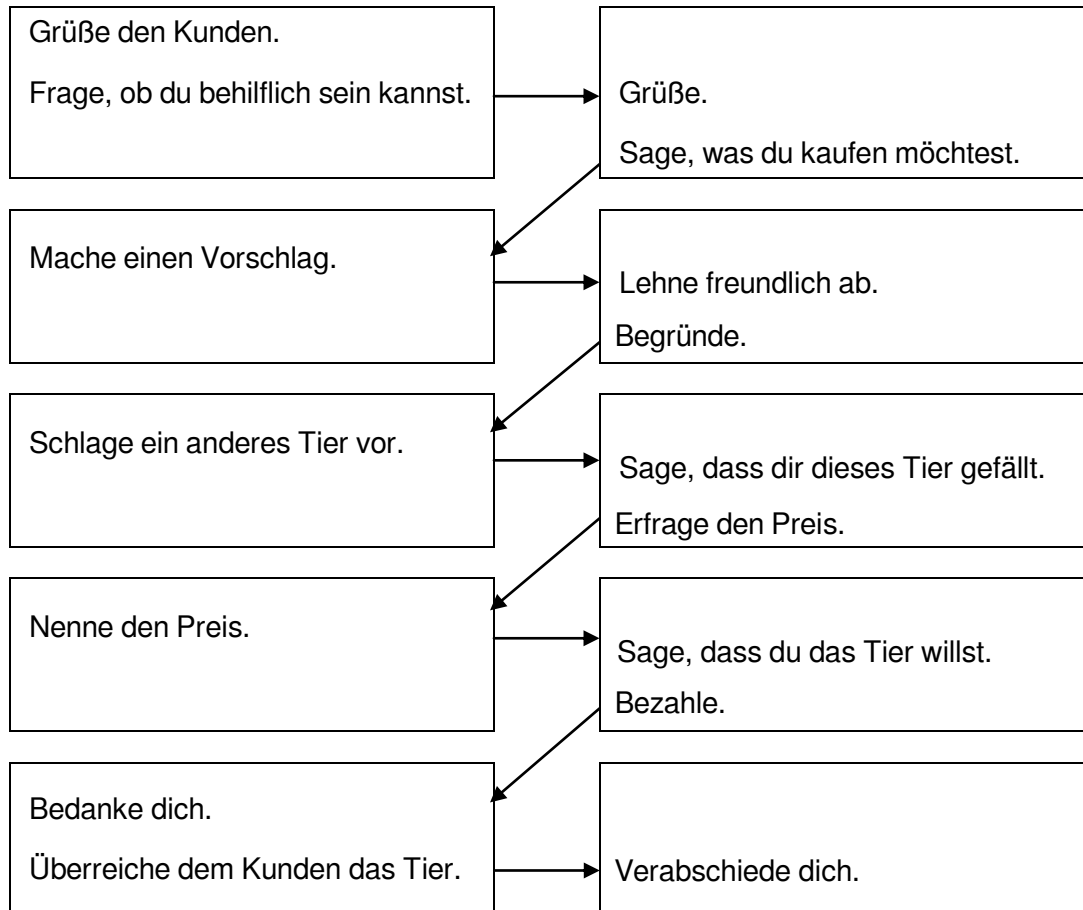 Grüße den Kunden.
Frage, ob du behilflich sein kannst.
Grüße.
Sage, was du kaufen möchtest.
Mache einen Vorschlag.
Lehne freundlich ab.
Begründe.
Schlage ein anderes Tier vor.
Sage, dass dir dieses Tier gefällt.
Erfrage den Preis.
Nenne den Preis.
Sage, dass du das Tier willst.
Bezahle.
Bedanke dich.
Überreiche dem Kunden das Tier.
Verabschiede dich.